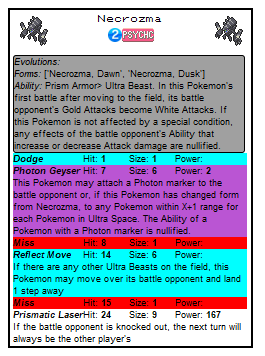 Necrozma
2 PSYCHC
Evolutions:
Forms: ['Necrozma, Dawn', 'Necrozma, Dusk']
Ability: Prism Armor> Ultra Beast. In this Pokemon's
first battle after moving to the field, its battle
opponent's Gold Attacks become White Attacks. If
this Pokemon is not affected by a special condition,
any effects of the battle opponent's Ability that
increase or decrease Attack damage are nullified.
Dodge Hit: 1 Size: 1 Power:
Photon Geyser Hit: 7 Size: 6 Power: 2
This Pokemon may attach a Photon marker to the
battle opponent or, if this Pokemon has changed form
from Necrozma, to any Pokemon within X+1 range for
each Pokemon in Ultra Space. The Ability of a
Pokemon with a Photon marker is nullified.
Miss Hit: 8 Size: 1 Power:
Reflect Move Hit: 14 Size: 6 Power:
If there are any other Ultra Beasts on the field, this
Pokemon may move over its battle opponent and land
1 step away
Miss Hit: 15 Size: 1 Power:
Prismatic Laser Hit: 24 Size: 9 Power: 167
If the battle opponent is knocked out, the next turn will
always be the other player's